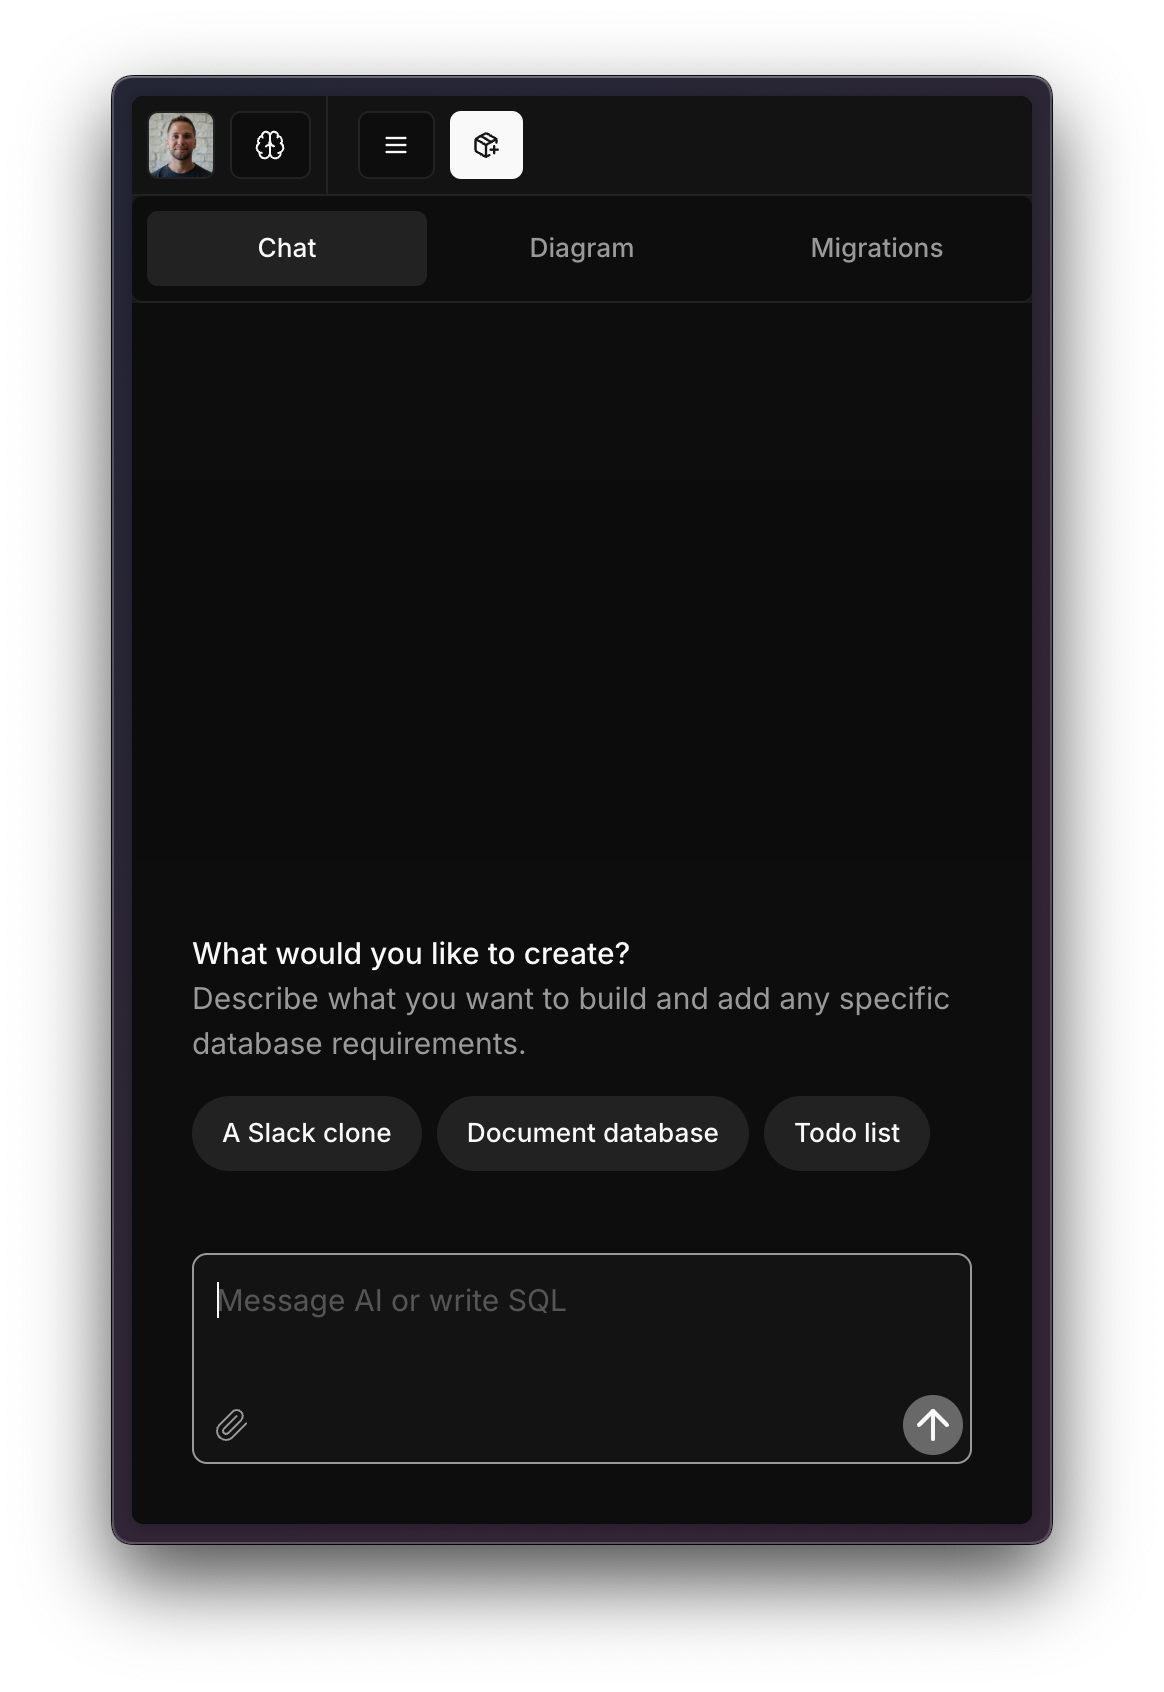 Chat
Diagram
Migrations
What would you like to create?
Describe what you want to build and add any specific
database requirements.
A Slack clone
Document database
Todo list
Message AI or write SQL